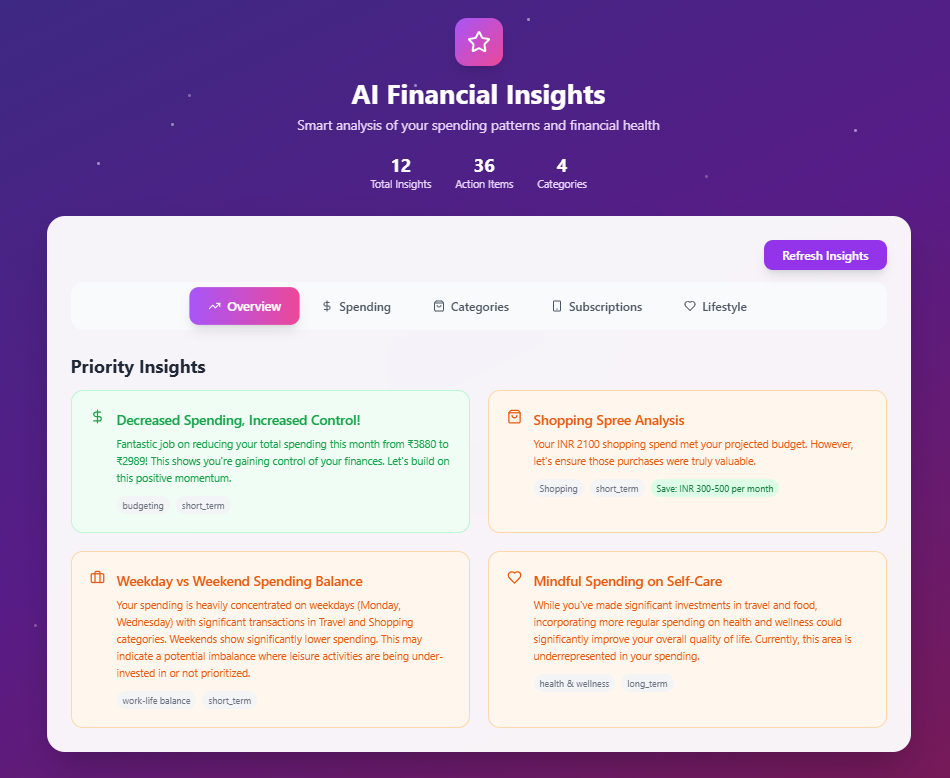 AI Financial Insights
Smart analysis of your spending patterns and financial health
12
Total Insights
36
Action Items
4
Categories
Refresh Insights
Overview
Spending
Categories
Subscriptions
Lifestyle
Priority Insights
Decreased Spending, Increased Control!
Fantastic job on reducing your total spending this month from ₹3880 to
₹2989! This shows you're gaining control of your finances. Let's build on
this positive momentum.
budgeting
short_term
Shopping Spree Analysis
Your INR 2100 shopping spend met your projected budget. However,
let's ensure those purchases were truly valuable.
Shopping
short_term
Save: INR 300-500 per month
Weekday vs Weekend Spending Balance
Your spending is heavily concentrated on weekdays (Monday,
Wednesday) with significant transactions in Travel and Shopping
categories. Weekends show significantly lower spending. This may
indicate a potential imbalance where leisure activities are being under-
invested in or not prioritized.
work-life balance
short_term
Mindful Spending on Self-Care
While you've made significant investments in travel and food,
incorporating more regular spending on health and wellness could
significantly improve your overall quality of life. Currently, this area is
underrepresented in your spending.
health & wellness
long_term